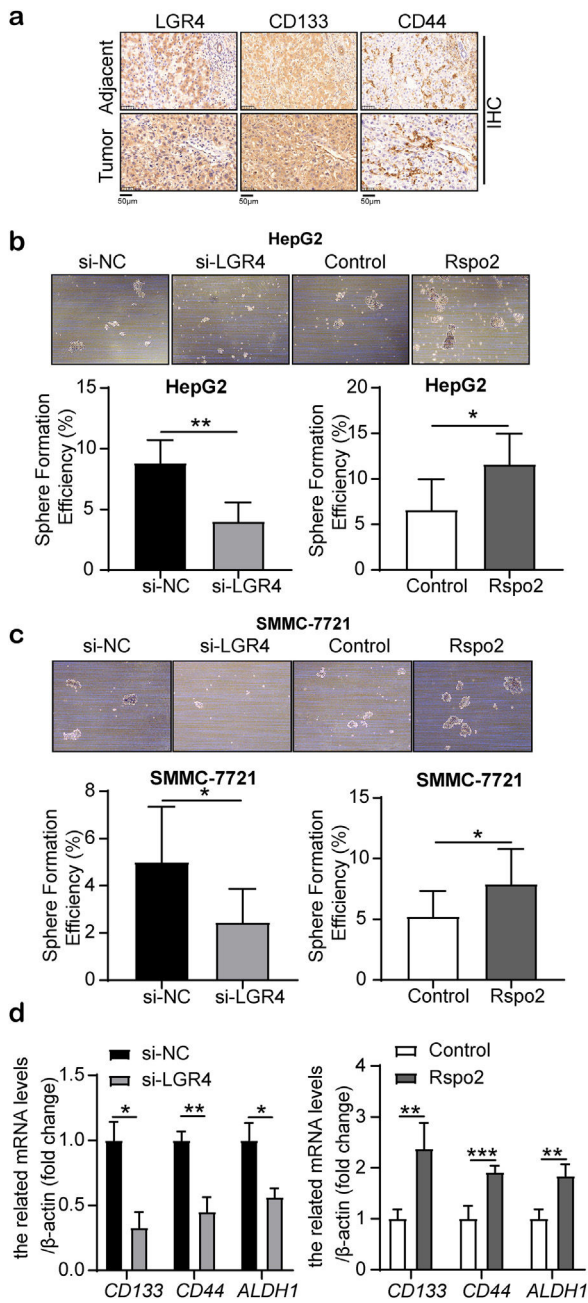 a
LGR4 CD133 CD44
Adjacent
Tumor
IHC
50μm 50μm 50μm
b
HepG2
si-NC si-LGR4 Control Rspo2
HepG2 HepG2
Sphere Formation
Efficiency (%)
15
10
5
0
**
si-NC si-LGR4
Sphere Formation
Efficiency (%)
20
15
10
5
0
*
Control Rspo2
c
SMMC-7721
si-NC si-LGR4 Control Rspo2
SMMC-7721 SMMC-7721
Sphere Formation
Efficiency (%)
8
6
4
2
0
*
si-NC si-LGR4
Sphere Formation
Efficiency (%)
15
10
5
0
*
Control Rspo2
d
si-NC
si-LGR4
the related mRNA levels
/β-actin (fold change)
1.5
1.0
0.5
0.0
* ** *
CD133 CD44 ALDH1
Control
Rspo2
the related mRNA levels
/β-actin (fold change)
4
3
2
1
0
** *** **
CD133 CD44 ALDH1